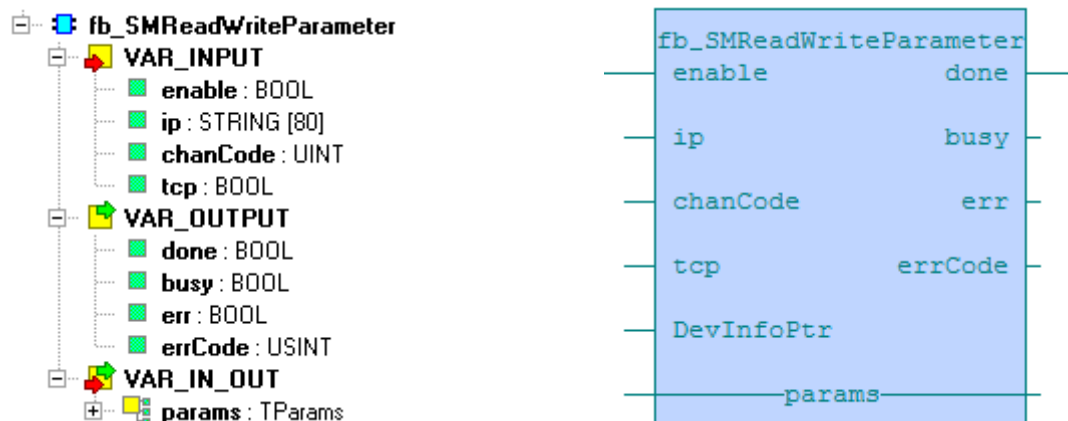 fb_SMReadWriteParameter
VAR_INPUT
enable : BOOL
ip : STRING [80]
chanCode : UINT
tcp : BOOL
VAR_OUTPUT
done : BOOL
busy : BOOL
err : BOOL
errCode : USINT
VAR_IN_OUT
params : TParams
fb_SMReadWriteParameter
enable done
ip busy
chanCode err
tcp errCode
DevInfoPtr
params